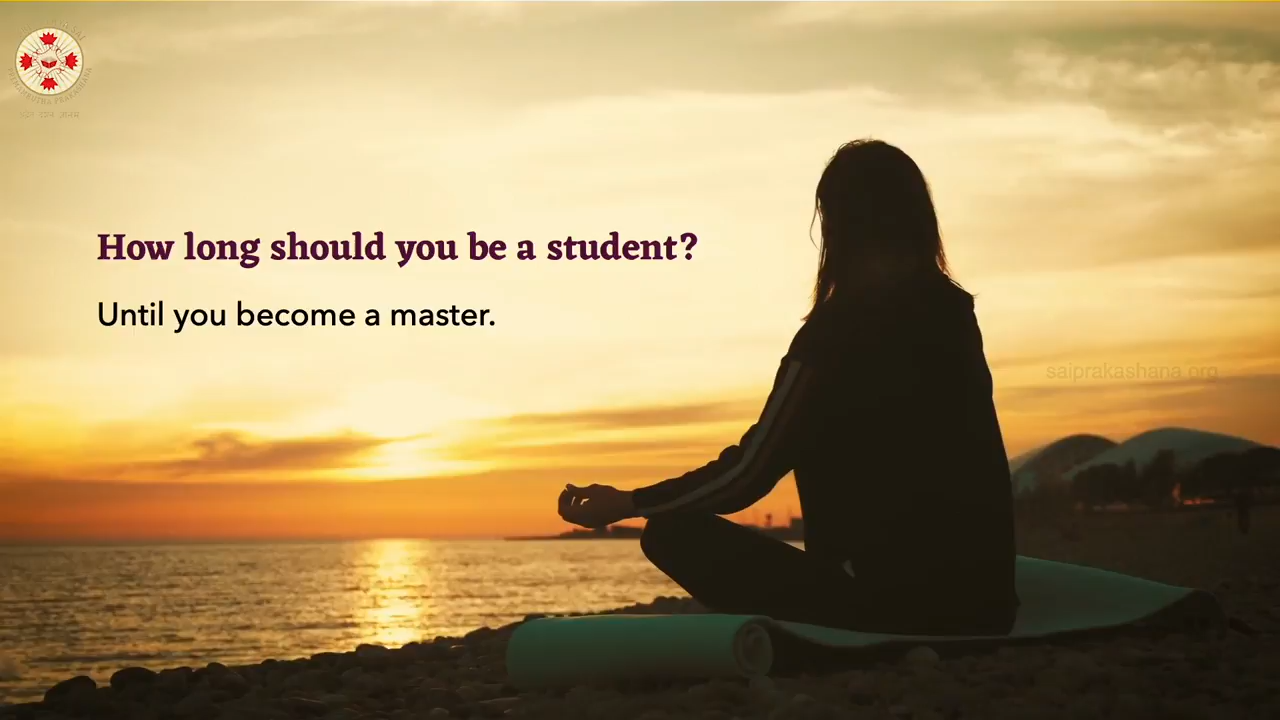 How long should you be a student?
Until you become a master.
saiprakashana.org